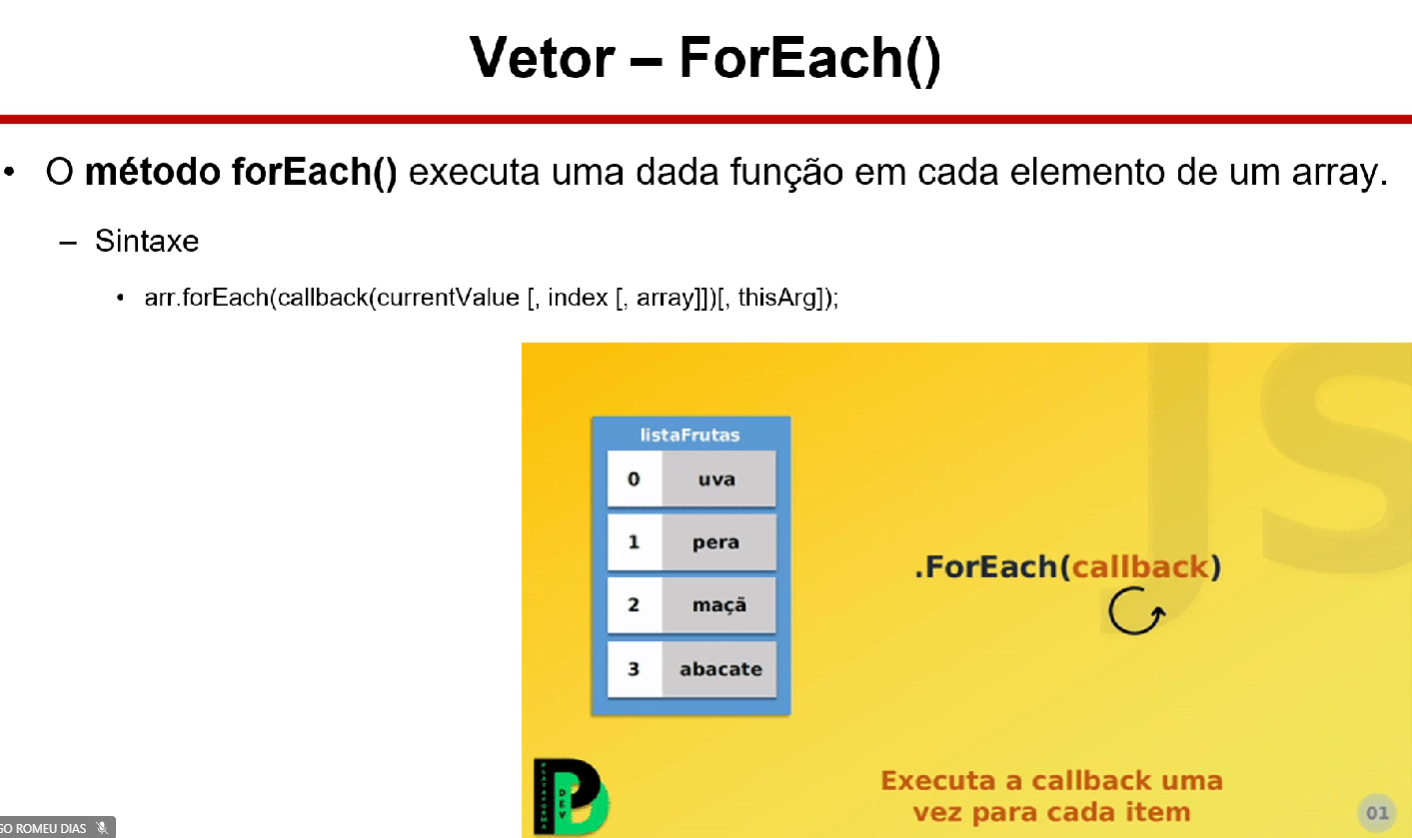 Vetor – ForEach()
• O método forEach() executa uma dada função em cada elemento de um array.
– Sintaxe
• arr.forEach(callback(currentValue [, index [, array]])[, thisArg]);
JS
listaFrutas
0 uva
1 pera
2 maçã
3 abacate
.ForEach(callback)
Executa a callback uma
vez para cada item
PLATAFORMA
DEV
01
GO ROMEU DIAS